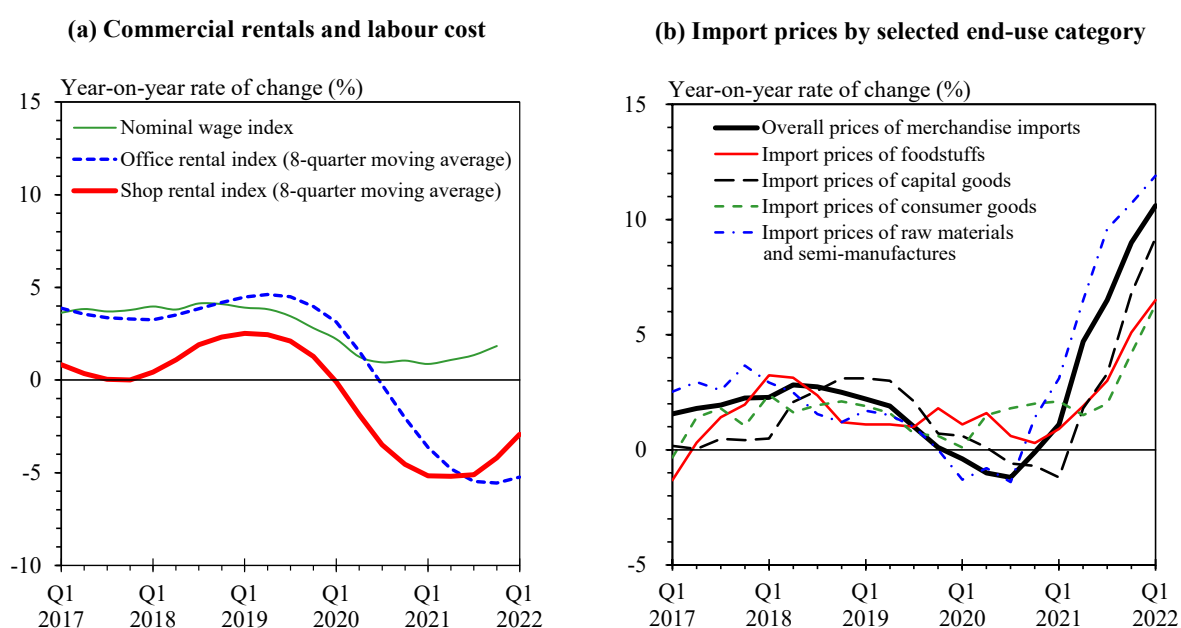 (a) Commercial rentals and labour cost
Year-on-year rate of change (%)
15
10
5
0
-5
-10
Nominal wage index
Office rental index (8-quarter moving average)
Shop rental index (8-quarter moving average)
Q1 Q1 Q1 Q1 Q1 Q1
2017 2018 2019 2020 2021 2022
(b) Import prices by selected end-use category
Year-on-year rate of change (%)
15
10
5
0
-5
Overall prices of merchandise imports
Import prices of foodstuffs
Import prices of capital goods
Import prices of consumer goods
Import prices of raw materials
and semi-manufactures
Q1 Q1 Q1 Q1 Q1 Q1
2017 2018 2019 2020 2021 2022